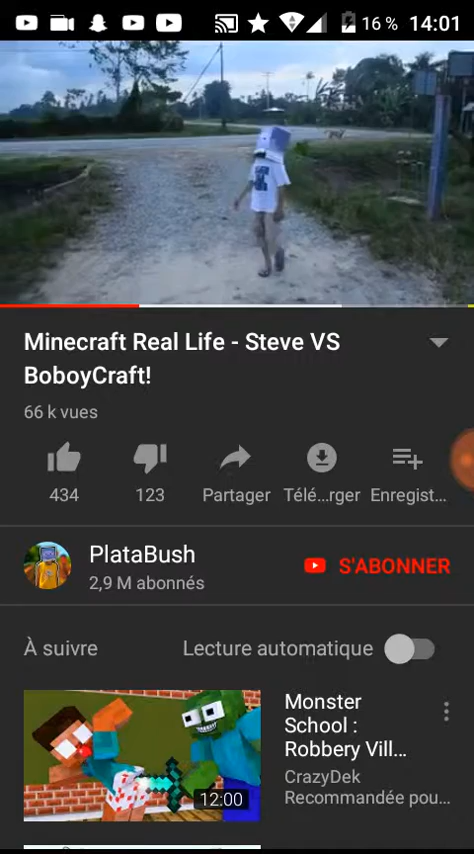 16 % 14:01
Minecraft Real Life - Steve VS
BoboyCraft!
66 k vues
434 123 Partager Télé...rger Enregist...
PlataBush
2,9 M abonnés
S'ABONNER
À suivre Lecture automatique
Monster
School :
Robbery Vill...
CrazyDek
Recommandée pou...
12:00